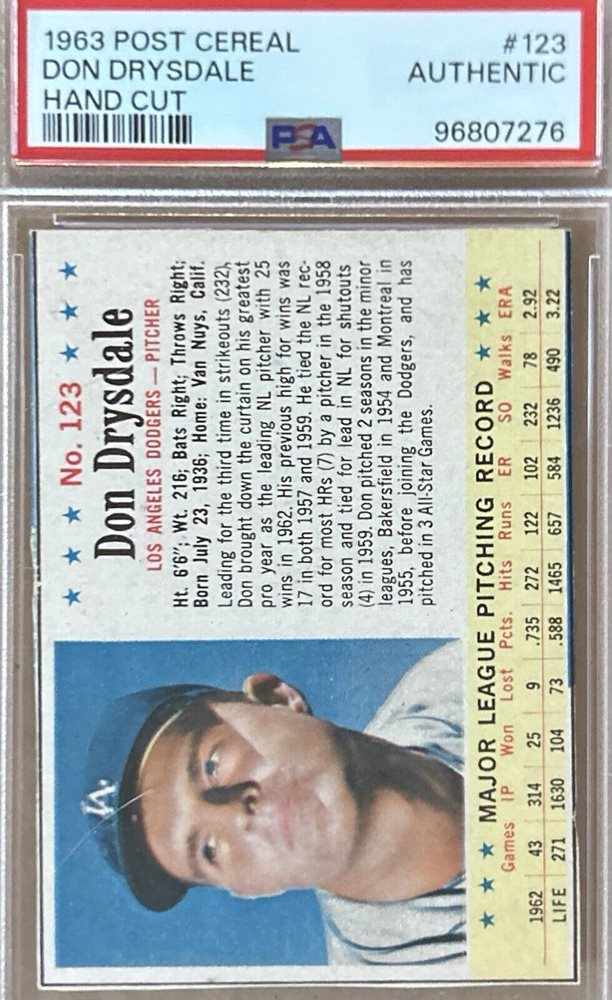 1963 POST CEREAL
#123
DON DRYSDALE
AUTHENTIC
HAND CUT
PSA
96807276
★ ★ ★ No. 123 ★ ★ ★
Don Drysdale
LOS ANGELES DODGERS — PITCHER
Ht. 6'6"; Wt. 216; Bats Right; Throws Right;
Born July 23, 1936; Home: Van Nuys, Calif.
Leading for the third time in strikeouts (232),
Don brought down the curtain on his greatest
pro year as the leading NL pitcher with 25
wins in 1962. His previous high for wins was
17 in both 1957 and 1959. He tied the NL rec-
ord for most HRs (7) by a pitcher in the 1958
season and tied for lead in NL for shutouts
(4) in 1959. Don pitched 2 seasons in the minor
leagues, Bakersfield in 1954 and Montreal in
1955, before joining the Dodgers, and has
pitched in 3 All-Star Games.
LA
★ ★ ★ MAJOR LEAGUE PITCHING RECORD ★ ★ ★
Games IP Won Lost Pcts. Hits Runs ER SO Walks ERA
1962 43 314 25 9 .735 272 122 102 232 78 2.92
LIFE 271 1630 104 73 .588 1465 657 584 1236 490 3.22